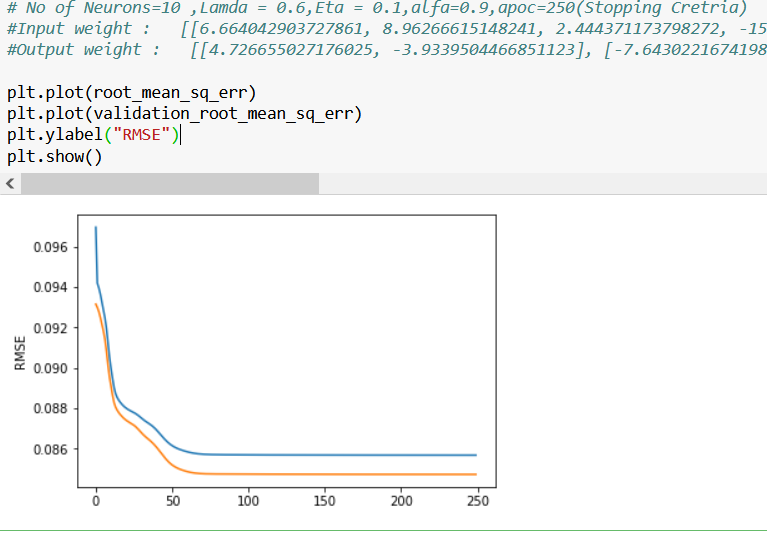 # No of Neurons=10 ,Lamda = 0.6,Eta = 0.1,alfa=0.9,apoc=250(Stopping Cretria)
#Input weight :   [[6.664042903727861, 8.96266615148241, 2.444371173798272, -15
#Output weight :   [[4.726655027176025, -3.9339504466851123], [-7.6430221674198
plt.plot(root_mean_sq_err)
plt.plot(validation_root_mean_sq_err)
plt.ylabel("RMSE")
plt.show()
0.096
0.094
0.092
0.090
0.088
0.086
RMSE
0 50 100 150 200 250